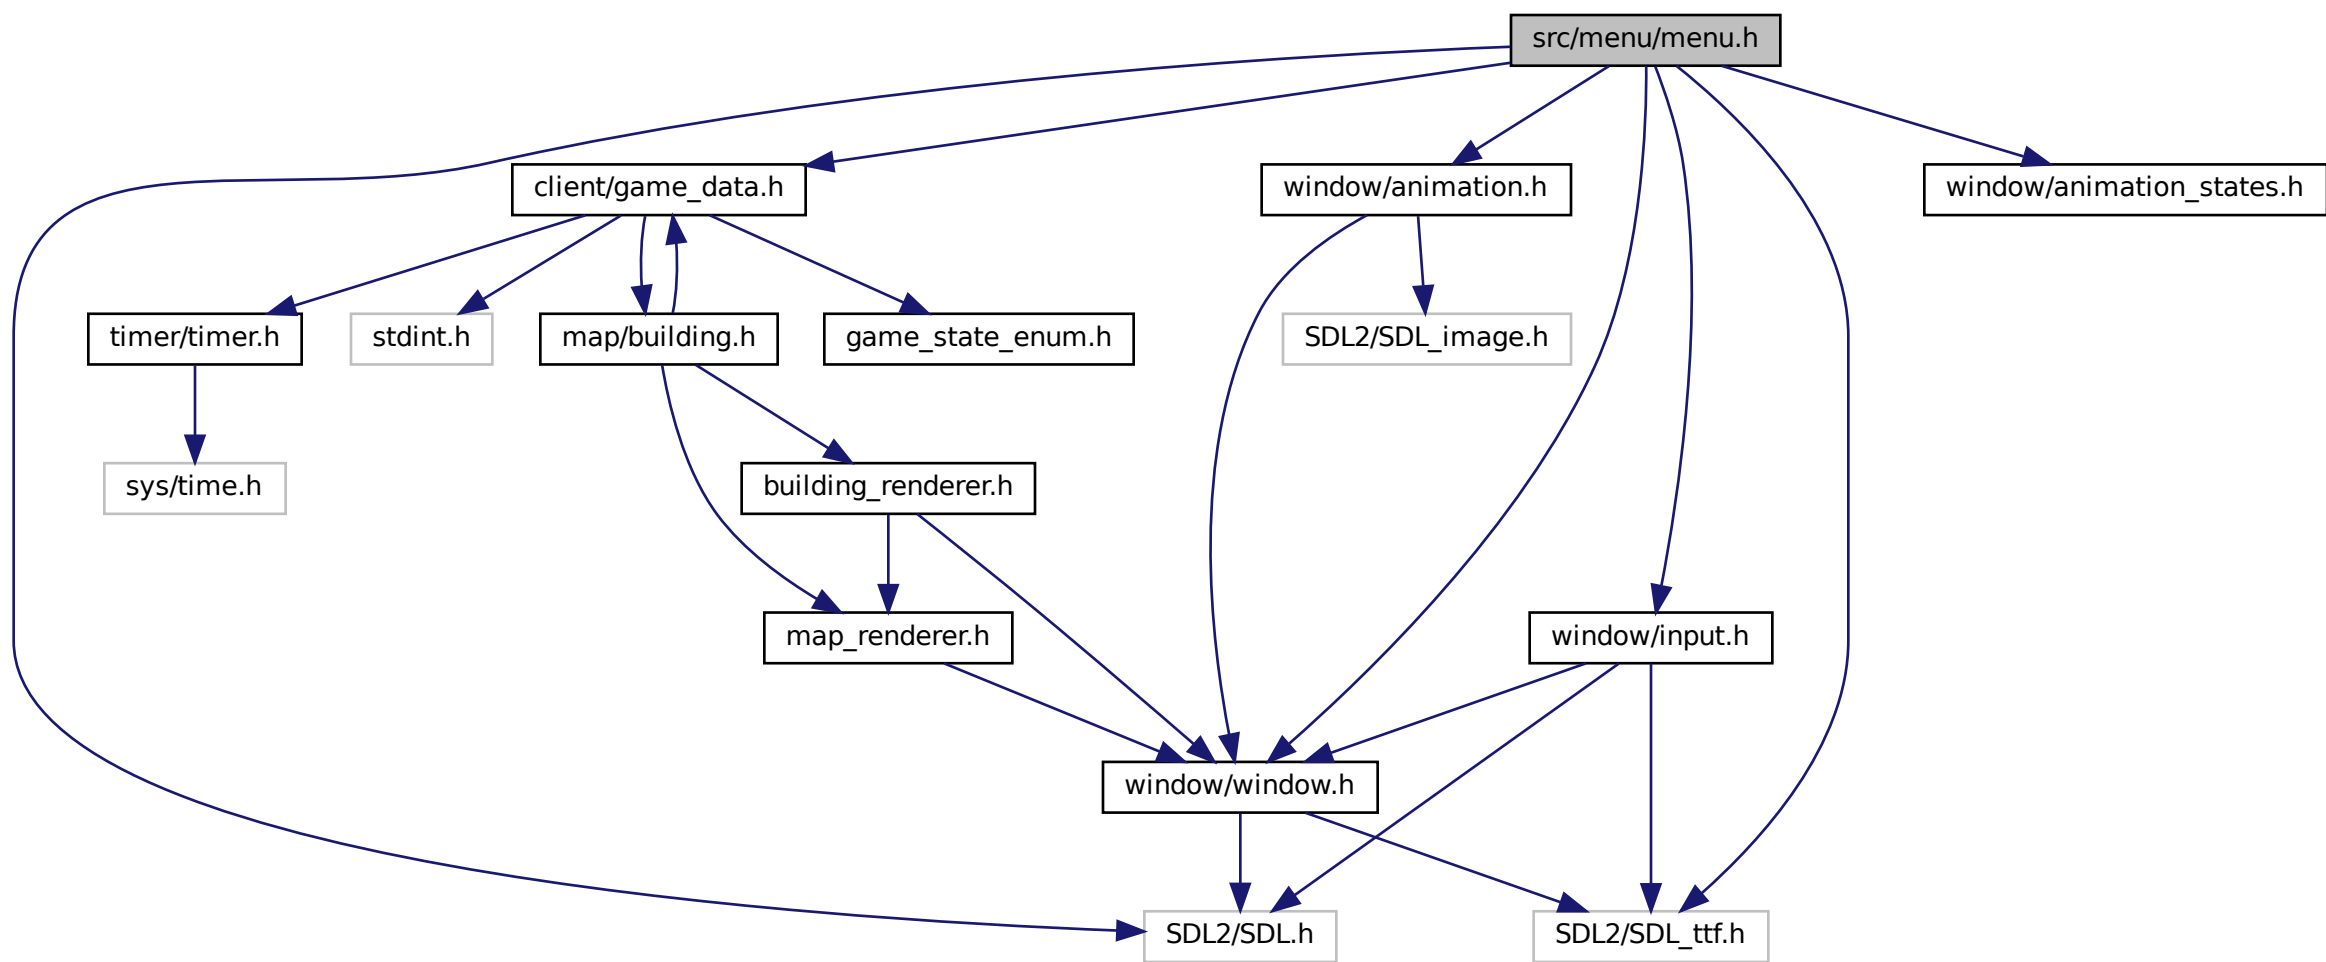 src/menu/menu.h
client/game_data.h
window/animation.h
window/animation_states.h
timer/timer.h
stdint.h
map/building.h
game_state_enum.h
SDL2/SDL_image.h
sys/time.h
building_renderer.h
map_renderer.h
window/input.h
window/window.h
SDL2/SDL.h
SDL2/SDL_ttf.h